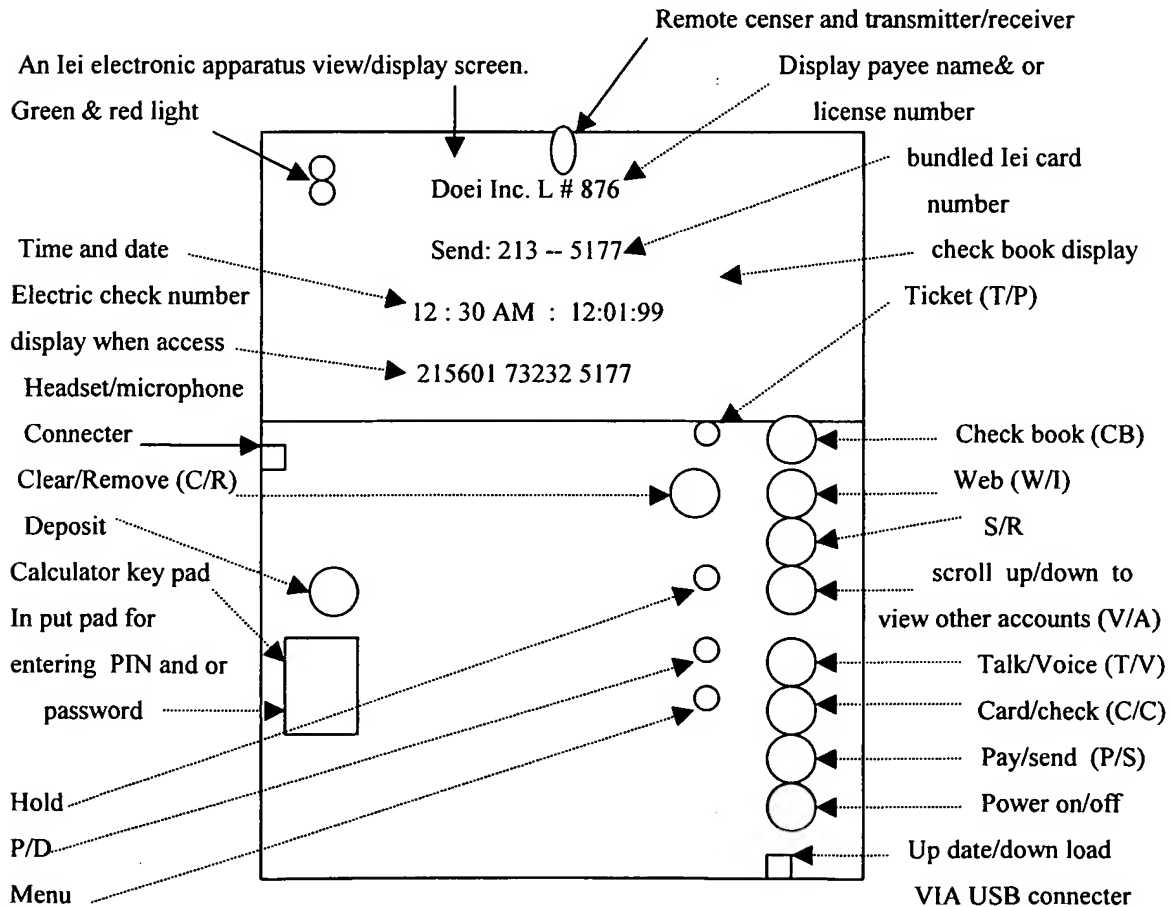 Remote censer and transmitter/receiver
An Iei electronic apparatus view/display screen.
Display payee name& or
license number
Green & red light
bundled Iei card
number
Doei Inc. L # 876
Send: 213 -- 5177
Time and date
check book display
Electric check number
display when access
12 : 30 AM : 12:01:99
Ticket (T/P)
215601 73232 5177
Headset/microphone
Connecter
Check book (CB)
Clear/Remove (C/R)
Web (W/I)
Deposit
S/R
Calculator key pad
scroll up/down to
view other accounts (V/A)
In put pad for
entering PIN and or
password
Talk/Voice (T/V)
Card/check (C/C)
Pay/send (P/S)
Hold
Power on/off
P/D
Up date/down load
VIA USB connecter
Menu